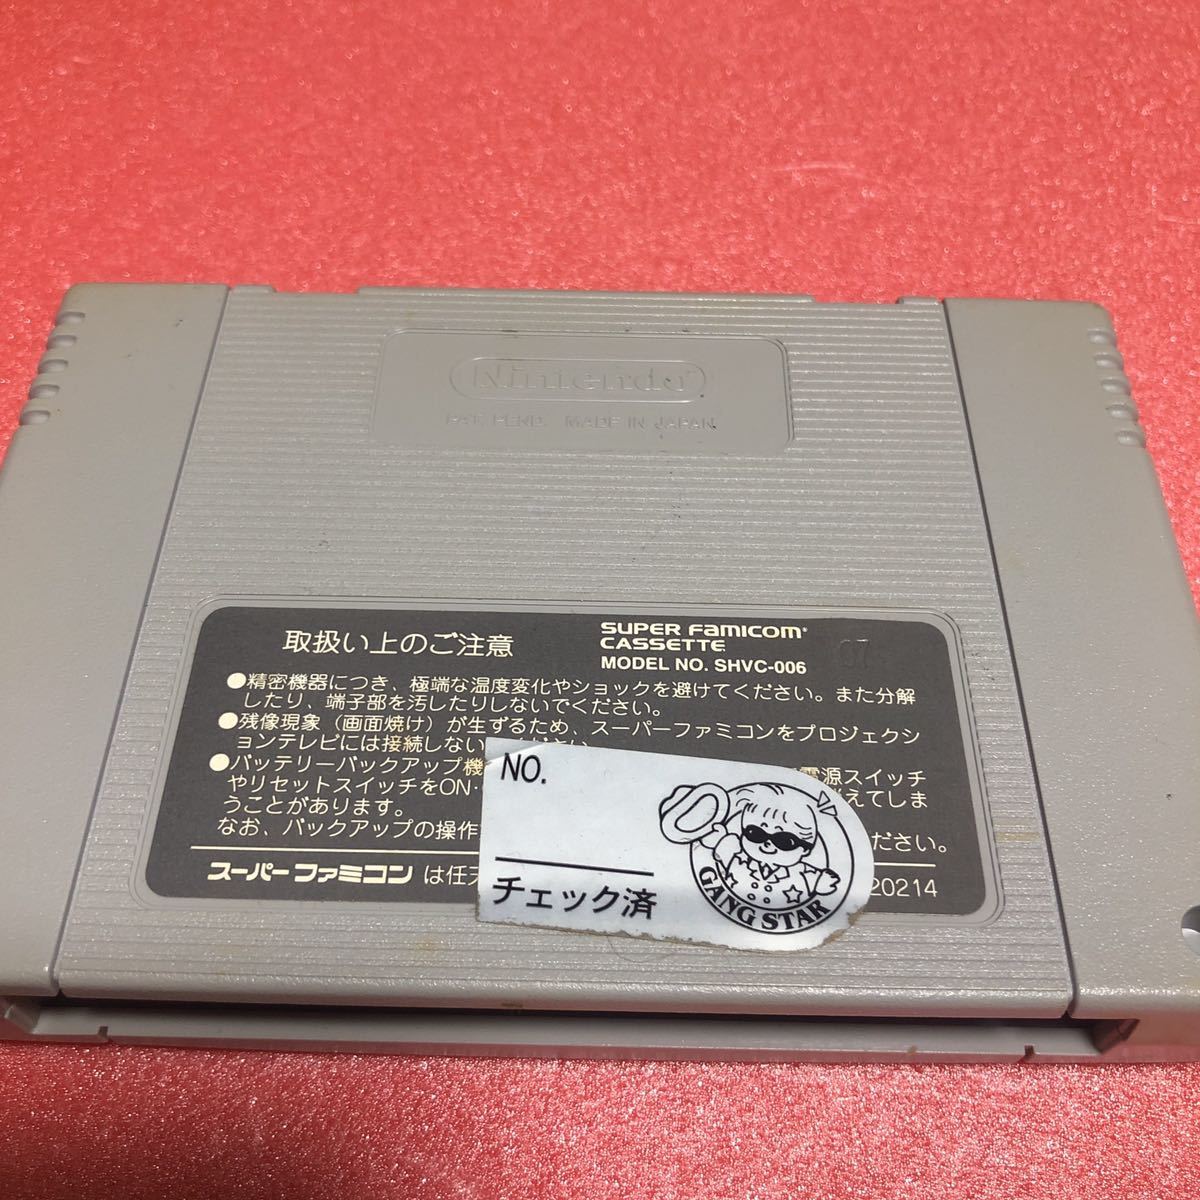 Nintendo
PAT. PEND. MADE IN JAPAN
取扱い上のご注意
SUPER FAMICOM
CASSETTE
MODEL NO. SHVC-006
07
●精密機器につき、極端な温度変化やショックを避けてください。また分解
したり、端子部を汚したりしないでください。
●残像現象（画面焼け）が生ずるため、スーパーファミコンをプロジェクシ
ョンテレビには接続しない
●バッテリーバックアップ機 電源スイッチ
やリセットスイッチをON· 消えてしま
うことがあります。
なお、バックアップの操作 ださい。
スーパーファミコン は任天 20214
NO.
チェック済
GANG STAR